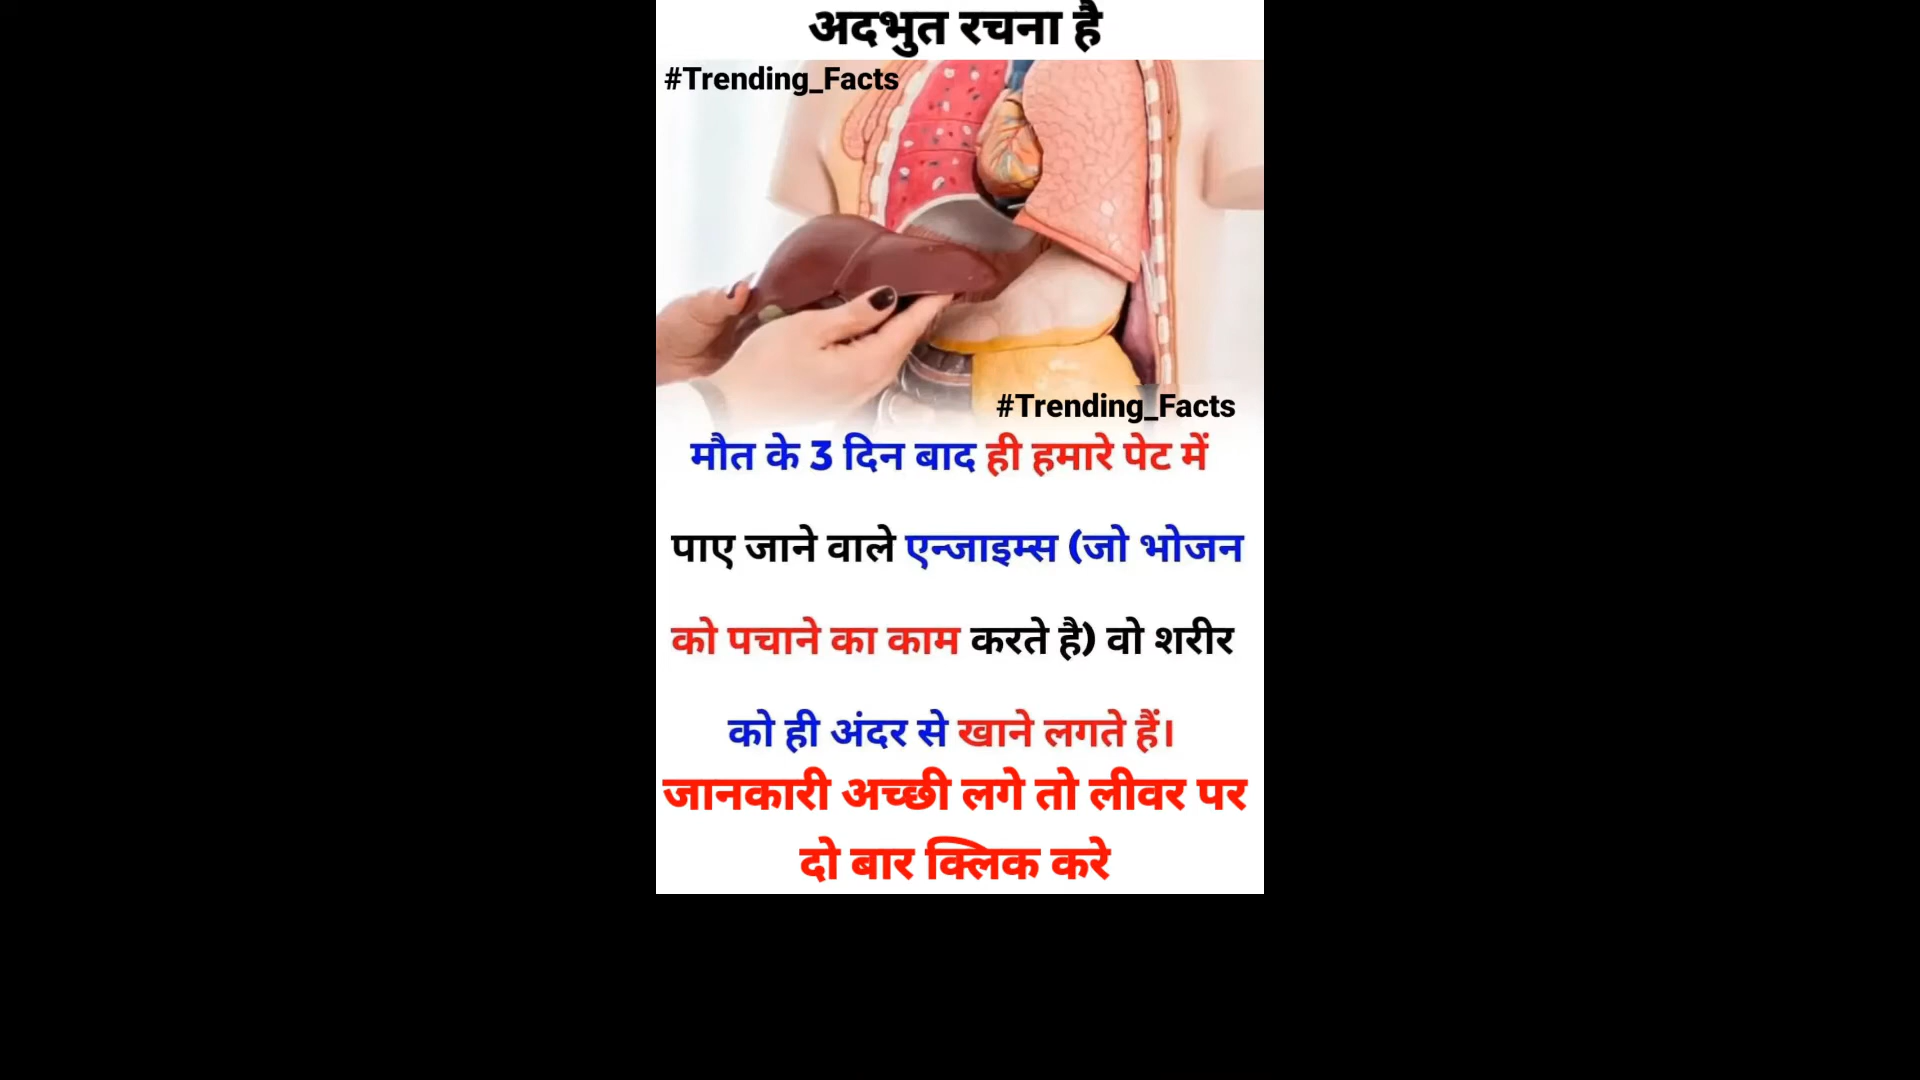 अदभुत रचना है
#Trending_Facts
#Trending_Facts
मौत के 3 दिन बाद ही हमारे पेट में
पाए जाने वाले एन्जाइम्स (जो भोजन
को पचाने का काम करते है) वो शरीर
को ही अंदर से खाने लगते हैं।
जानकारी अच्छी लगे तो लीवर पर
दो बार क्लिक करे